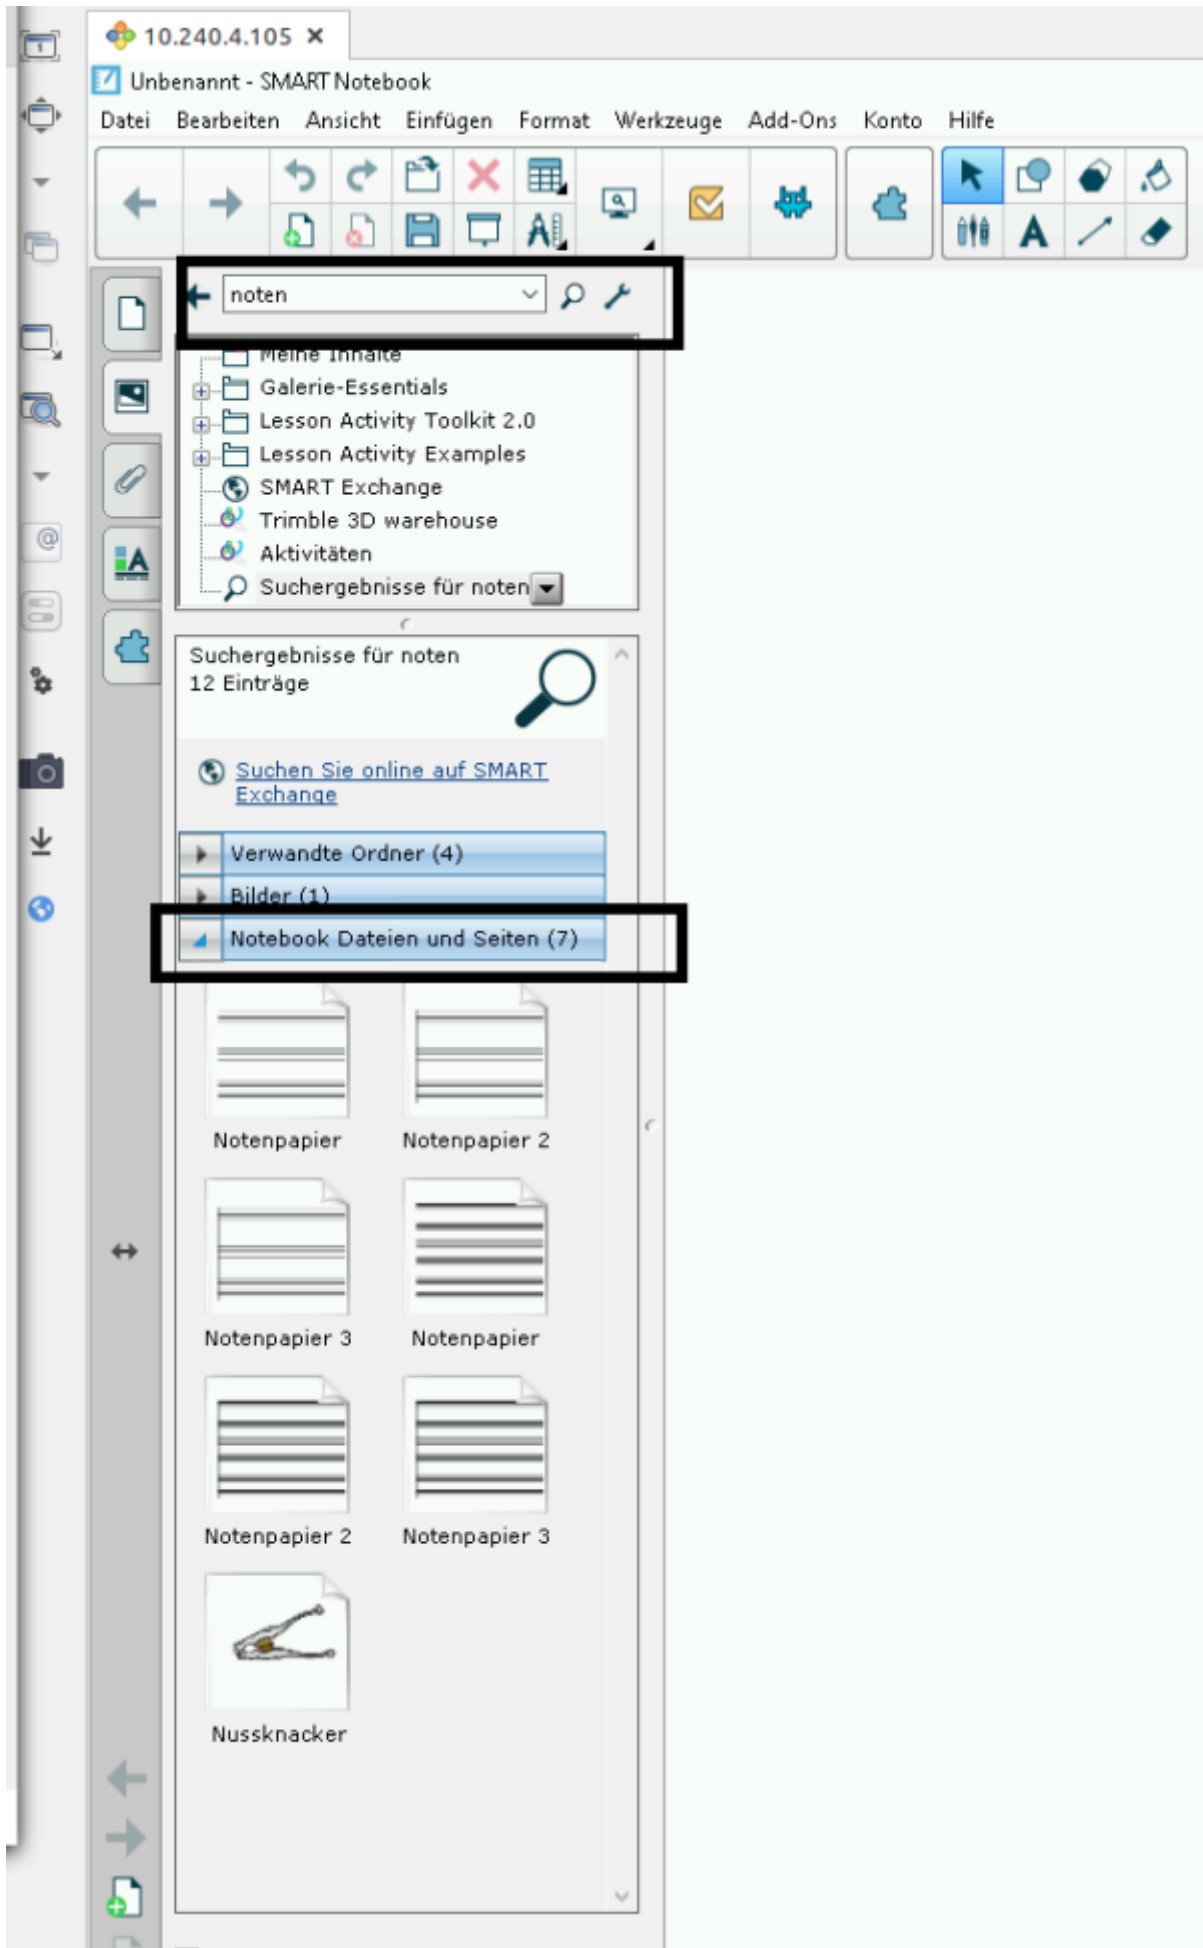 10.240.4.105
Unbenannt - SMART Notebook
Datei Bearbeiten Ansicht Einfügen Format Werkzeuge Add-Ons Konto Hilfe
noten
Meine Inhalte
Galerie-Essentials
Lesson Activity Toolkit 2.0
Lesson Activity Examples
SMART Exchange
Trimble 3D warehouse
Aktivitäten
Suchergebnisse für noten
Suchergebnisse für noten
12 Einträge
Suchen Sie online auf SMART
Exchange
Verwandte Ordner (4)
Bilder (1)
Notebook Dateien und Seiten (7)
Notenpapier Notenpapier 2
Notenpapier 3 Notenpapier
Notenpapier 2 Notenpapier 3
Nussknacker